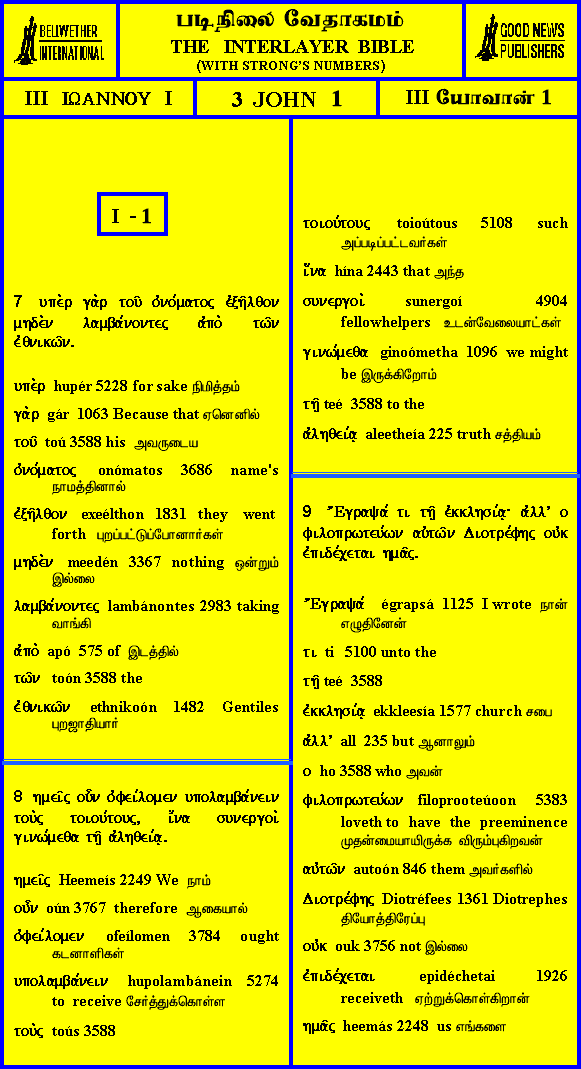 BELLWETHER
INTERNATIONAL
படிநிலை வேதாகமம்
THE INTERLAYER BIBLE
(WITH STRONG'S NUMBERS)
GOOD NEWS
PUBLISHERS
III ΙΩΑΝΝΟΥ I
3 JOHN 1
III யோவான் 1
I - 1
7 υπὲρ γὰρ τοῦ ὀνόματος ἐξῆλθον
μηδὲν λαμβάνοντες ἀπὸ τῶν
ἐθνικῶν.
υπὲρ hupér 5228 for sake நிமித்தம்
γὰρ gár 1063 Because that ஏனெனில்
τοῦ toú 3588 his அவருடைய
ὀνόματος onómatos 3686 name's
நாமத்தினால்
ἐξῆλθον exeélthon 1831 they went
forth புறப்பட்டுப்போனார்கள்
μηδὲν meedén 3367 nothing ஒன்றும்
இல்லை
λαμβάνοντες lambánontes 2983 taking
வாங்கி
ἀπὸ apó 575 of இடத்தில்
τῶν toón 3588 the
ἐθνικῶν ethnikoón 1482 Gentiles
புறஜாதியார்
8 ημεῖς οὖν ὀφείλομεν υπολαμβάνειν
τοὺς τοιούτους, ἵνα συνεργοὶ
γινώμεθα τῇ ἀληθείᾳ.
ημεῖς Heemeís 2249 We நாம்
οὖν oún 3767 therefore ஆகையால்
ὀφείλομεν ofeílomen 3784 ought
கடனாளிகள்
υπολαμβάνειν hupolambánein 5274
to receive சேர்த்துக்கொள்ள
τοὺς toús 3588
τοιούτους toioútous 5108 such
அப்படிப்பட்டவர்கள்
ἵνα hína 2443 that அந்த
συνεργοὶ sunergoí 4904
fellowhelpers உடன்வேலையாட்கள்
γινώμεθα ginoómetha 1096 we might
be இருக்கிறோம்
τῇ teé 3588 to the
ἀληθείᾳ aleetheía 225 truth சத்தியம்
9 Ἔγραψά τι τῇ ἐκκλησίᾳ· ἀλλ' ο
φιλοπρωτεύων αὐτῶν Διοτρέφης οὐκ
ἐπιδέχεται ημᾶς.
Ἔγραψά égrapsá 1125 I wrote நான்
எழுதினேன்
τι ti 5100 unto the
τῇ teé 3588
ἐκκλησίᾳ ekkleesía 1577 church சபை
ἀλλ' all 235 but ஆனாலும்
ο ho 3588 who அவன்
φιλοπρωτεύων filoprooteúoon 5383
loveth to have the preeminence
முதன்மையாயிருக்க விரும்புகிறவன்
αὐτῶν autoón 846 them அவர்களில்
Διοτρέφης Diotréfees 1361 Diotrephes
தியோத்திரேப்பு
οὐκ ouk 3756 not இல்லை
ἐπιδέχεται epidéchetai 1926
receiveth ஏற்றுக்கொள்கிறான்
ημᾶς heemás 2248 us எங்களை